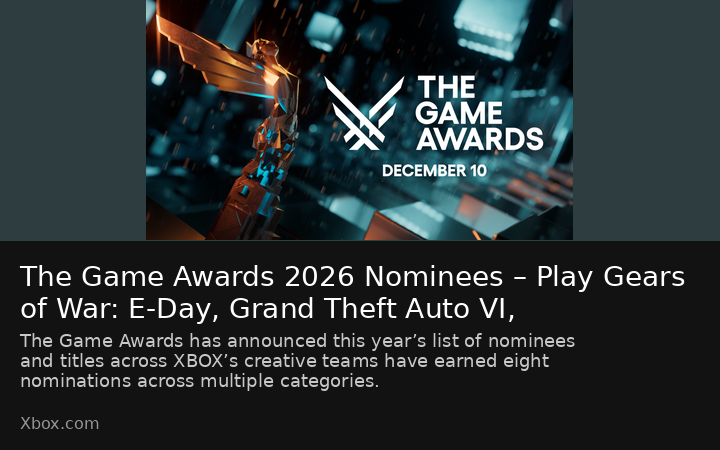 THE
GAME
AWARDS
DECEMBER 10
The Game Awards 2026 Nominees – Play Gears
of War: E-Day, Grand Theft Auto VI,
The Game Awards has announced this year’s list of nominees
and titles across XBOX’s creative teams have earned eight
nominations across multiple categories.
Xbox.com